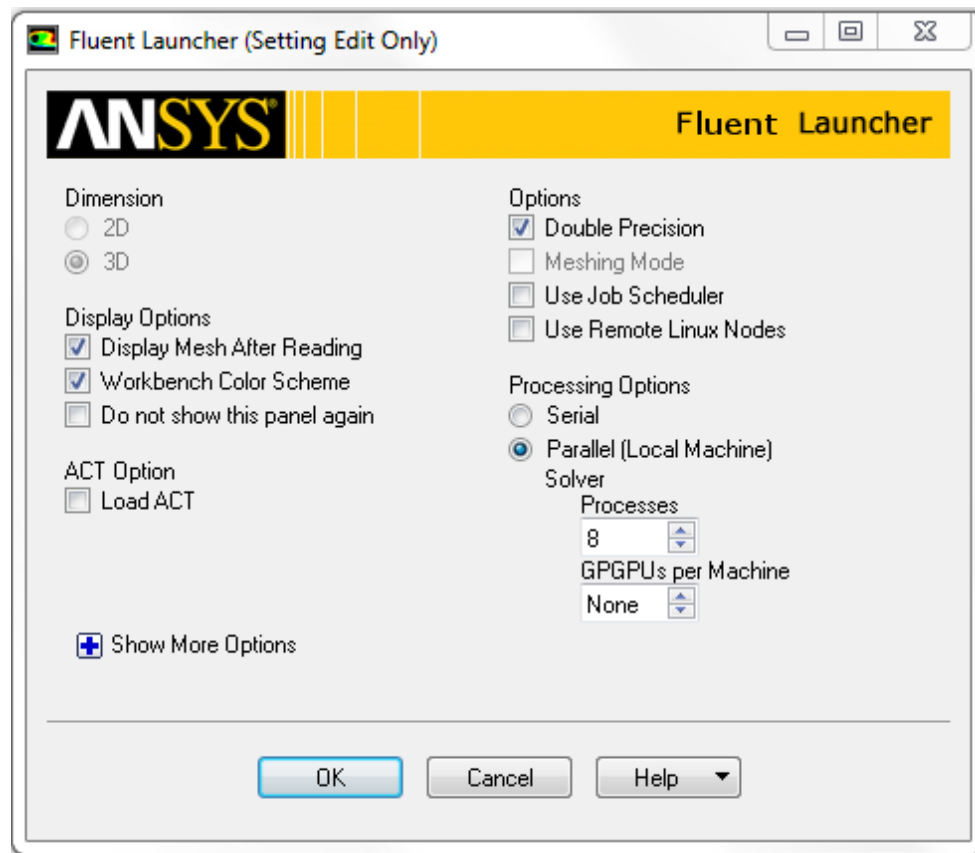 Fluent Launcher (Setting Edit Only)
ANSYS®
Fluent Launcher
Dimension
2D
3D
Display Options
Display Mesh After Reading
Workbench Color Scheme
Do not show this panel again
ACT Option
Load ACT
Show More Options
Options
Double Precision
Meshing Mode
Use Job Scheduler
Use Remote Linux Nodes
Processing Options
Serial
Parallel (Local Machine)
Solver
Processes
8
GPGPUs per Machine
None
OK
Cancel
Help